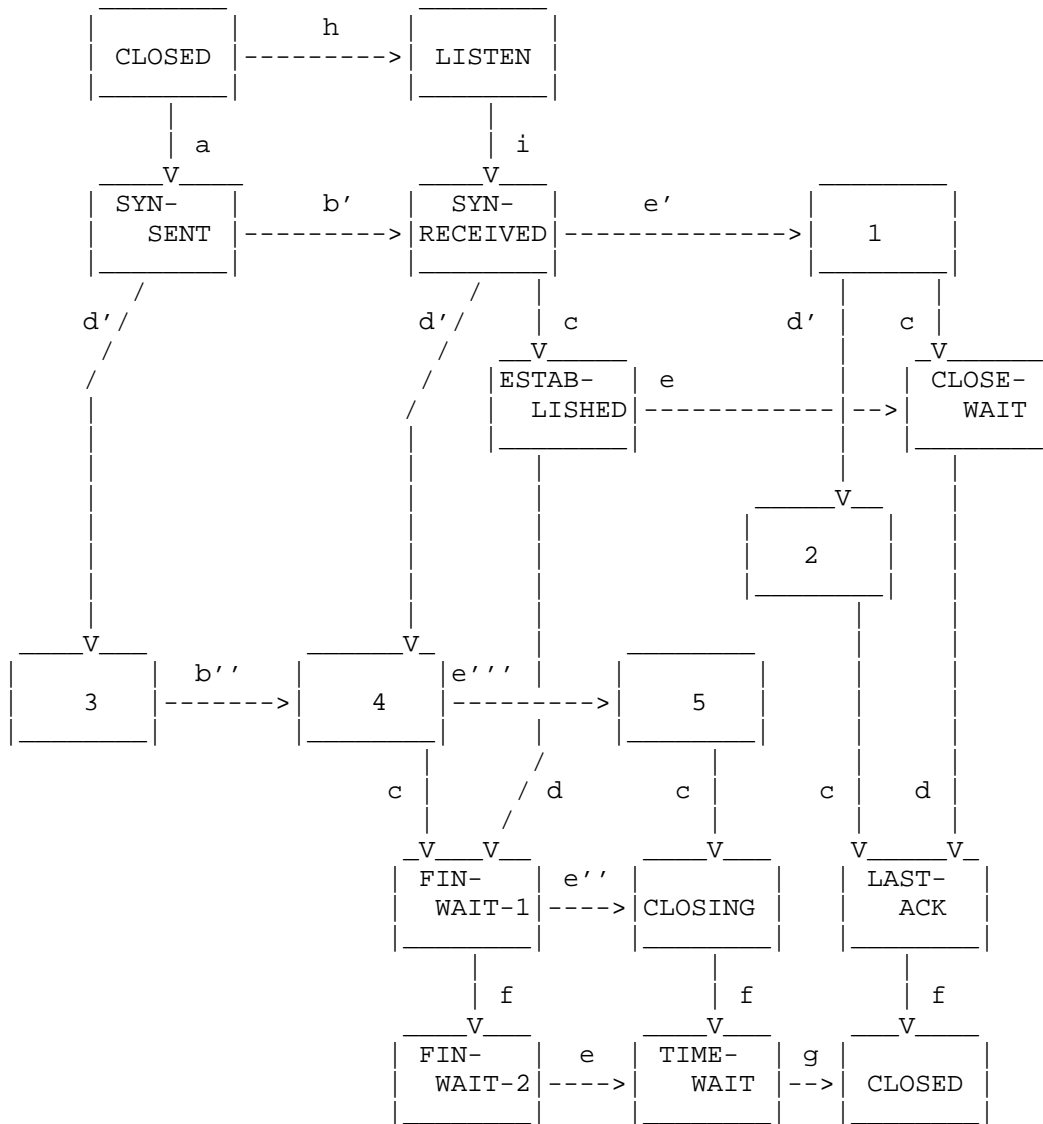 h
CLOSED --------->| LISTEN
a i
SYN- b' SYN- e'
SENT --------->|RECEIVED|-------------->| 1
d' d' c d' c
ESTAB- e CLOSE-
LISHED|------------|-->| WAIT
2
b'' e'''
3 |------->| 4 |--------->| 5
c d c c d
FIN- e'' LAST-
WAIT-1|---->|CLOSING ACK
f f f
FIN- e TIME- g
WAIT-2|---->| WAIT |-->| CLOSED